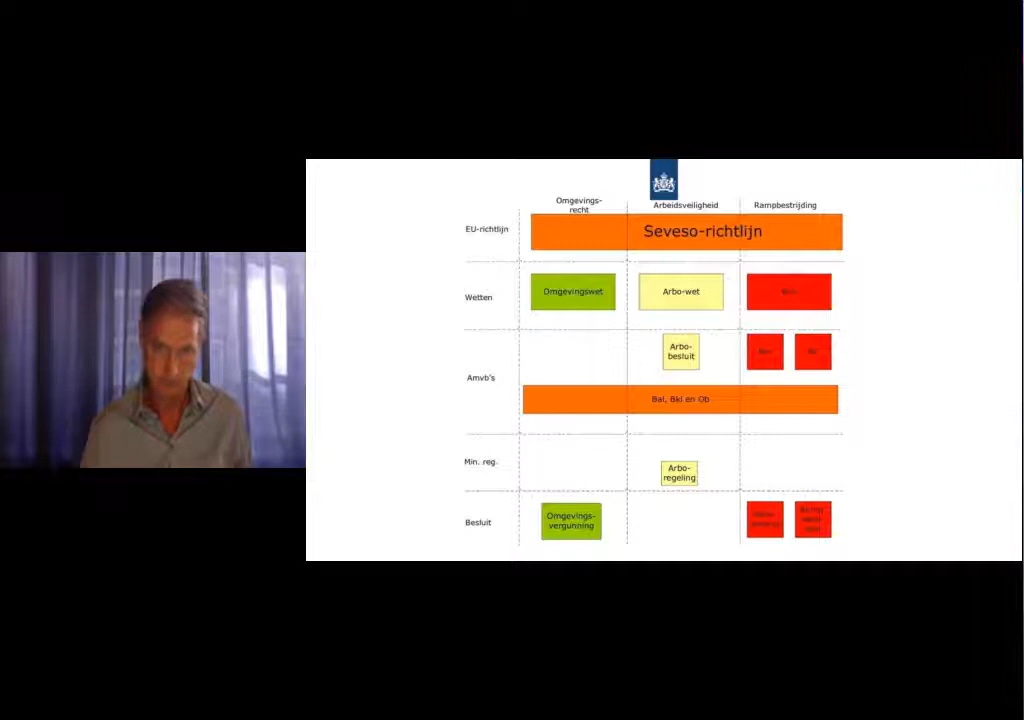 Omgevings-
recht
Arbeidsveiligheid
Rampbestrijding
EU-richtlijn
Seveso-richtlijn
Wetten
Omgevingswet
Arbo-wet
Amvb's
Arbo-
besluit
Bal, Bkl en Ob
Min. reg.
Arbo-
regeling
Besluit
Omgevings-
vergunning